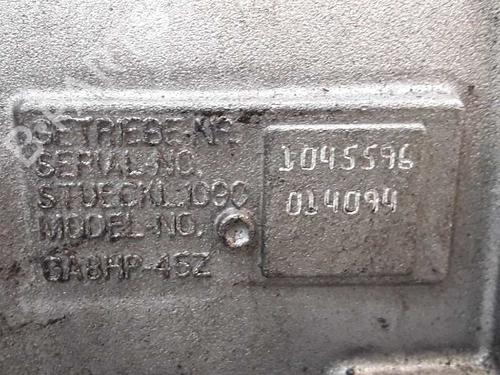 GETRIEBE-NR.
SERIAL-NO.
STUECKL.1090
MODEL-NO.
GA8HP-45Z
1045596
014094